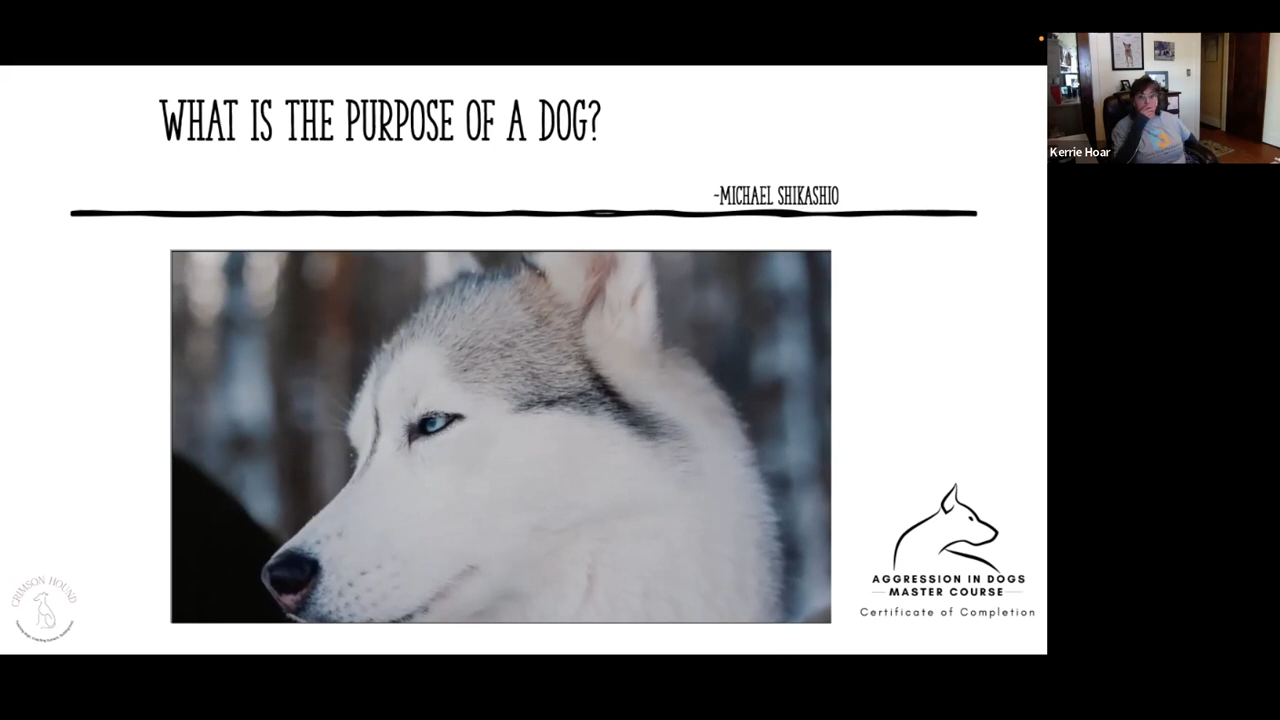 WHAT IS THE PURPOSE OF A DOG?
~MICHAEL SHIKASHIO
Kerrie Hoar
AGGRESSION IN DOGS
MASTER COURSE
Certificate of Completion
CRIMSON HOUND